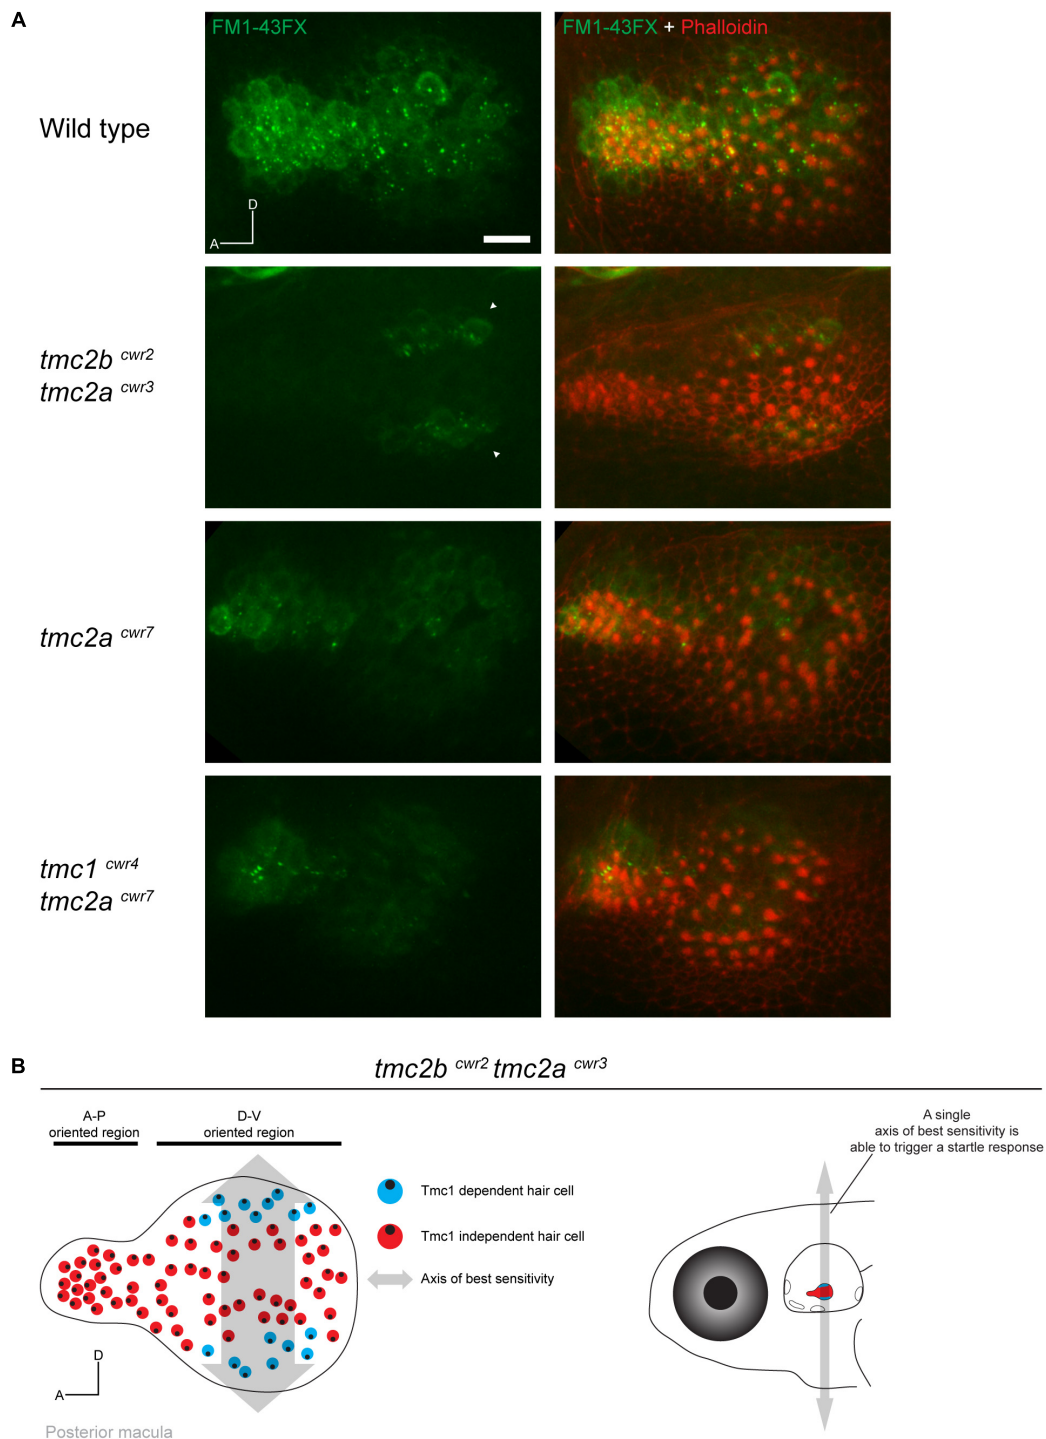 A
FM1-43FX
FM1-43FX + Phalloidin
Wild type
D
A
tmc2b cwr2
tmc2a cwr3
tmc2a cwr7
tmc1 cwr4
tmc2a cwr7
B
tmc2b cwr2 tmc2a cwr3
A-P
oriented region
D-V
oriented region
A single
axis of best sensitivity is
able to trigger a startle response
Tmc1 dependent hair cell
Tmc1 independent hair cell
Axis of best sensitivity
D
A
Posterior macula